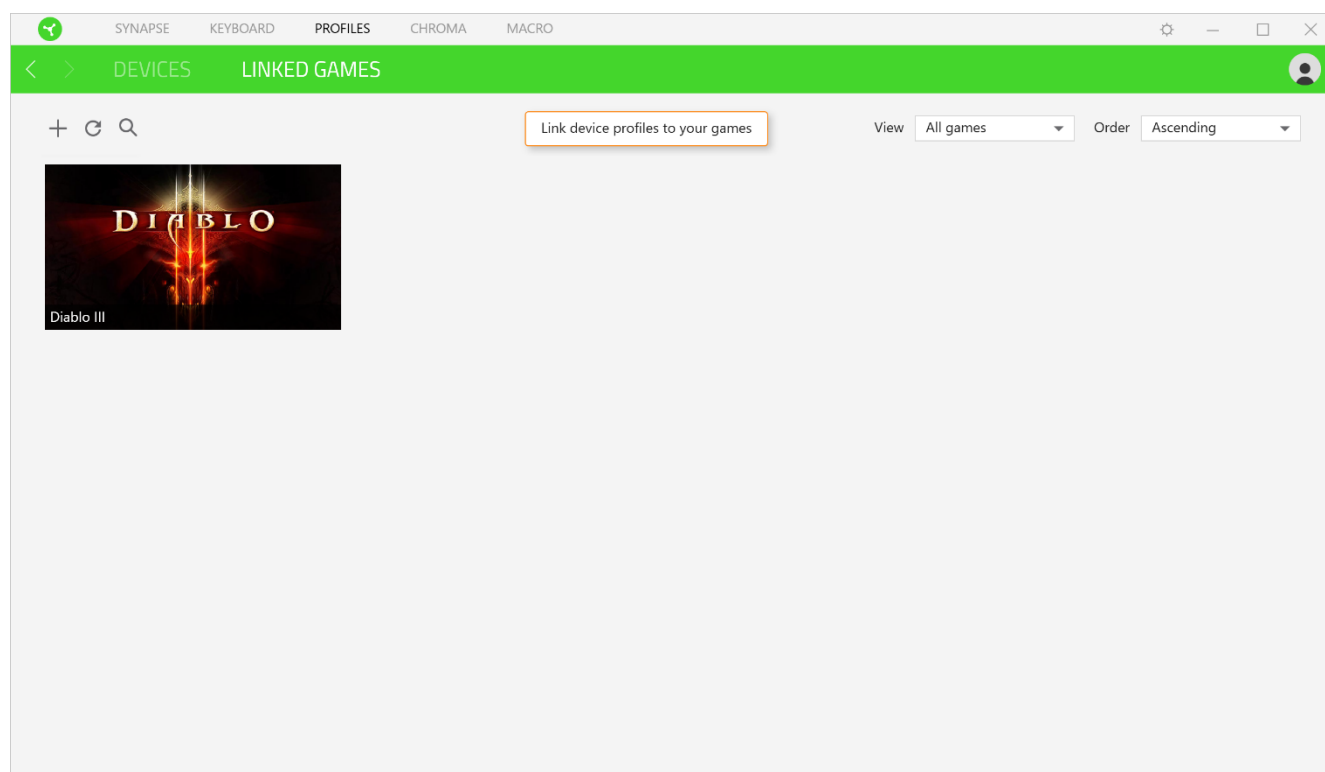 SYNAPSE KEYBOARD PROFILES CHROMA MACRO
DEVICES LINKED GAMES
Link device profiles to your games View All games Order Ascending
DIABLO
Diablo III